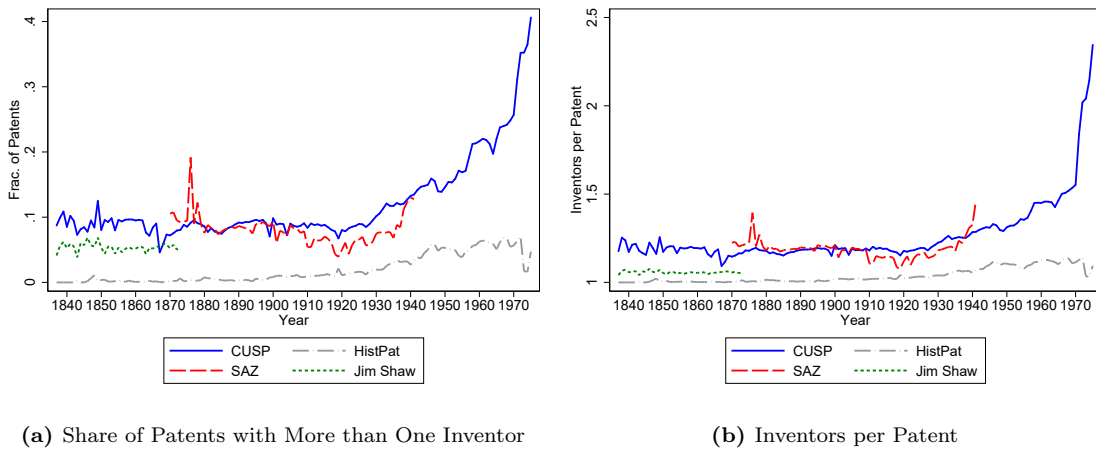 Frac. of Patents
.4
.3
.2
.1
0
1840 1850 1860 1870 1880 1890 1900 1910 1920 1930 1940 1950 1960 1970
Year
CUSP HistPat
SAZ Jim Shaw
(a) Share of Patents with More than One Inventor
Inventors per Patent
2.5
2
1.5
1
1840 1850 1860 1870 1880 1890 1900 1910 1920 1930 1940 1950 1960 1970
Year
CUSP HistPat
SAZ Jim Shaw
(b) Inventors per Patent